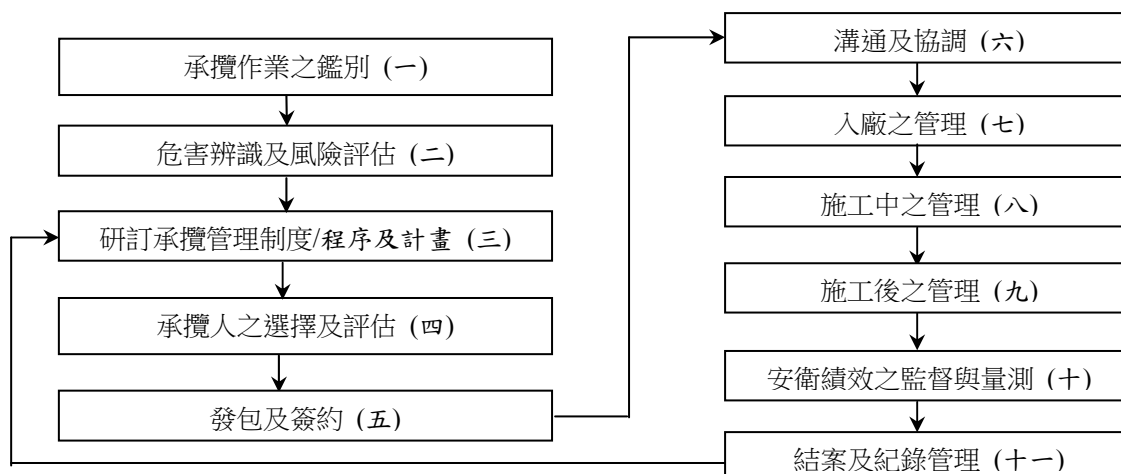 承攬作業之鑑別 (一)
危害辨識及風險評估 (二)
研訂承攬管理制度/程序及計畫 (三)
承攬人之選擇及評估 (四)
發包及簽約 (五)
溝通及協調 (六)
入廠之管理 (七)
施工中之管理 (八)
施工後之管理 (九)
安衛績效之監督與量測 (十)
結案及紀錄管理 (十一)